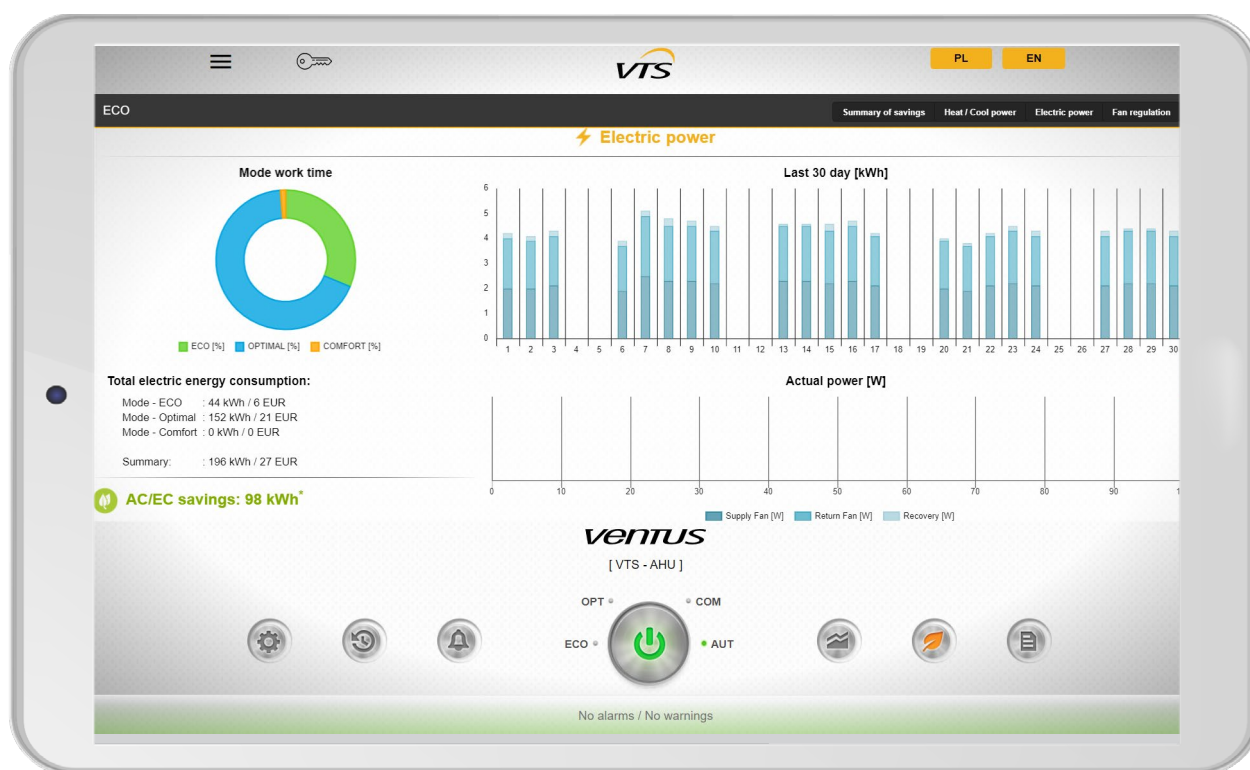 VTS
PL EN
ECO
Summary of savings Heat / Cool power Electric power Fan regulation
Electric power
Mode work time
ECO [%] OPTIMAL [%] COMFORT [%]
Last 30 day [kWh]
6
5
4
3
2
1
0
1 2 3 4 5 6 7 8 9 10 11 12 13 14 15 16 17 18 19 20 21 22 23 24 25 26 27 28 29 30
Total electric energy consumption:
Mode - ECO : 44 kWh / 6 EUR
Mode - Optimal : 152 kWh / 21 EUR
Mode - Comfort : 0 kWh / 0 EUR
Summary: : 196 kWh / 27 EUR
AC/EC savings: 98 kWh*
Actual power [W]
0 10 20 30 40 50 60 70 80 90 1
Supply Fan [W] Return Fan [W] Recovery [W]
VENTUS
[ VTS - AHU ]
OPT COM
ECO AUT
No alarms / No warnings